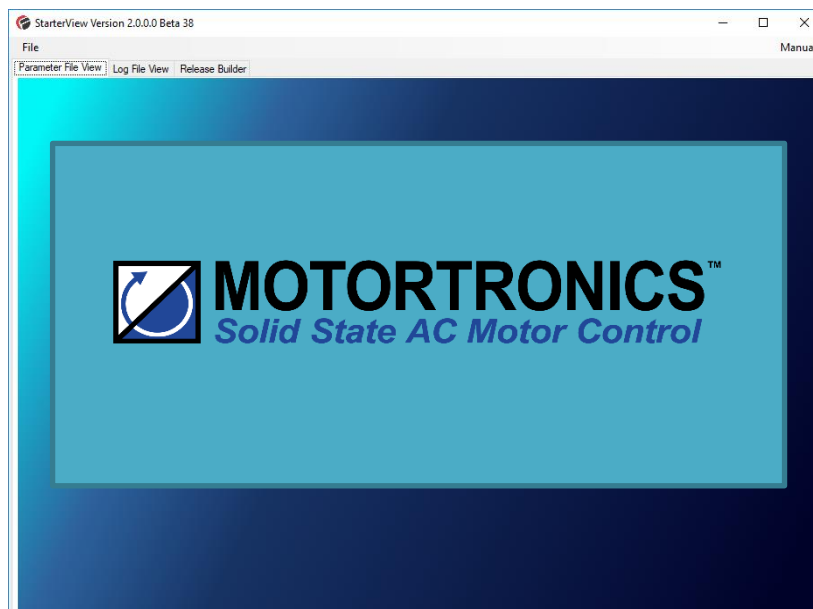 StarterView Version 2.0.0.0 Beta 38
File Manua
Parameter File View Log File View Release Builder
MOTORTRONICS™
Solid State AC Motor Control